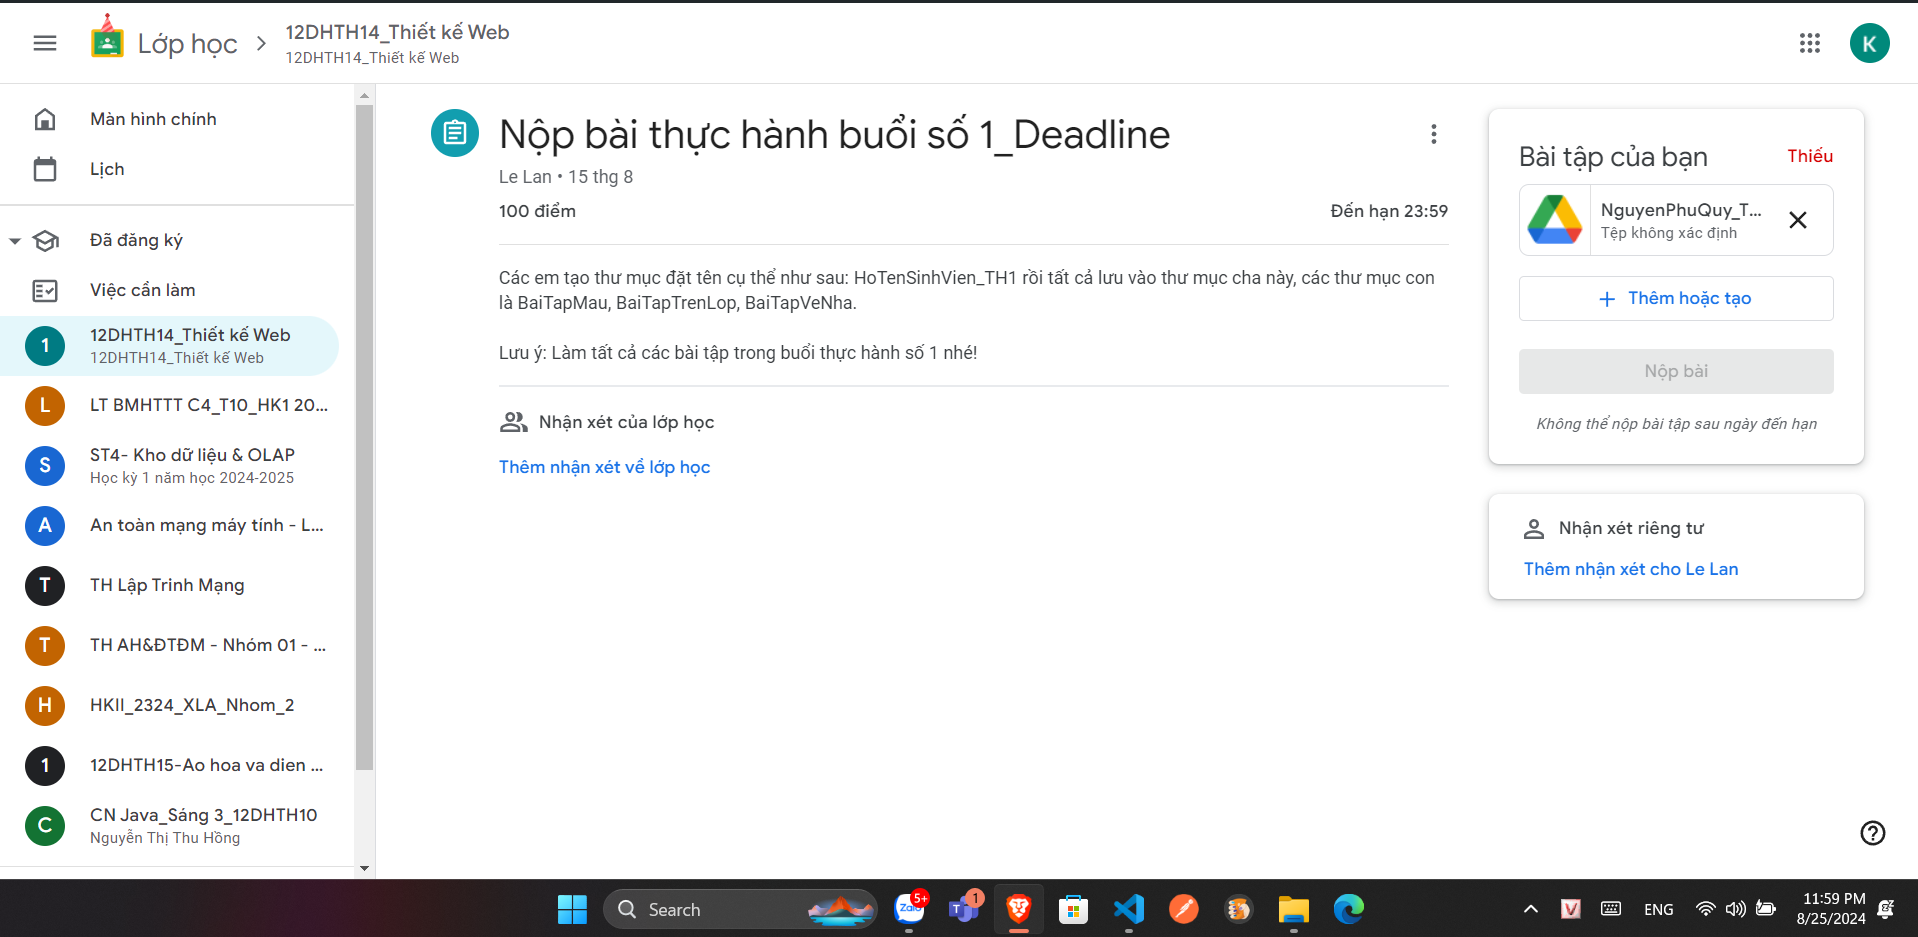 Lớp học
12DHTH14_Thiết kế Web
12DHTH14_Thiết kế Web
K
Màn hình chính
Lịch
Đã đăng ký
Việc cần làm
1
12DHTH14_Thiết kế Web
12DHTH14_Thiết kế Web
L
LT BMHTTT C4_T10_HK1 20...
S
ST4- Kho dữ liệu & OLAP
Học kỳ 1 năm học 2024-2025
A
An toàn mạng máy tính - L...
T
TH Lập Trinh Mạng
T
TH AH&ĐTĐM - Nhóm 01 - ...
H
HKII_2324_XLA_Nhom_2
1
12DHTH15-Ao hoa va dien ...
C
CN Java_Sáng 3_12DHTH10
Nguyễn Thị Thu Hồng
Nộp bài thực hành buổi số 1_Deadline
Le Lan • 15 thg 8
100 điểm
Đến hạn 23:59
Các em tạo thư mục đặt tên cụ thể như sau: HoTenSinhVien_TH1 rồi tất cả lưu vào thư mục cha này, các thư mục con
là BaiTapMau, BaiTapTrenLop, BaiTapVeNha.
Lưu ý: Làm tất cả các bài tập trong buổi thực hành số 1 nhé!
Nhận xét của lớp học
Thêm nhận xét về lớp học
Bài tập của bạn
Thiếu
NguyenPhuQuy_T...
Tệp không xác định
Thêm hoặc tạo
Nộp bài
Không thể nộp bài tập sau ngày đến hạn
Nhận xét riêng tư
Thêm nhận xét cho Le Lan
Search
Zalo
5+
T
1
V
ENG
11:59 PM
8/25/2024